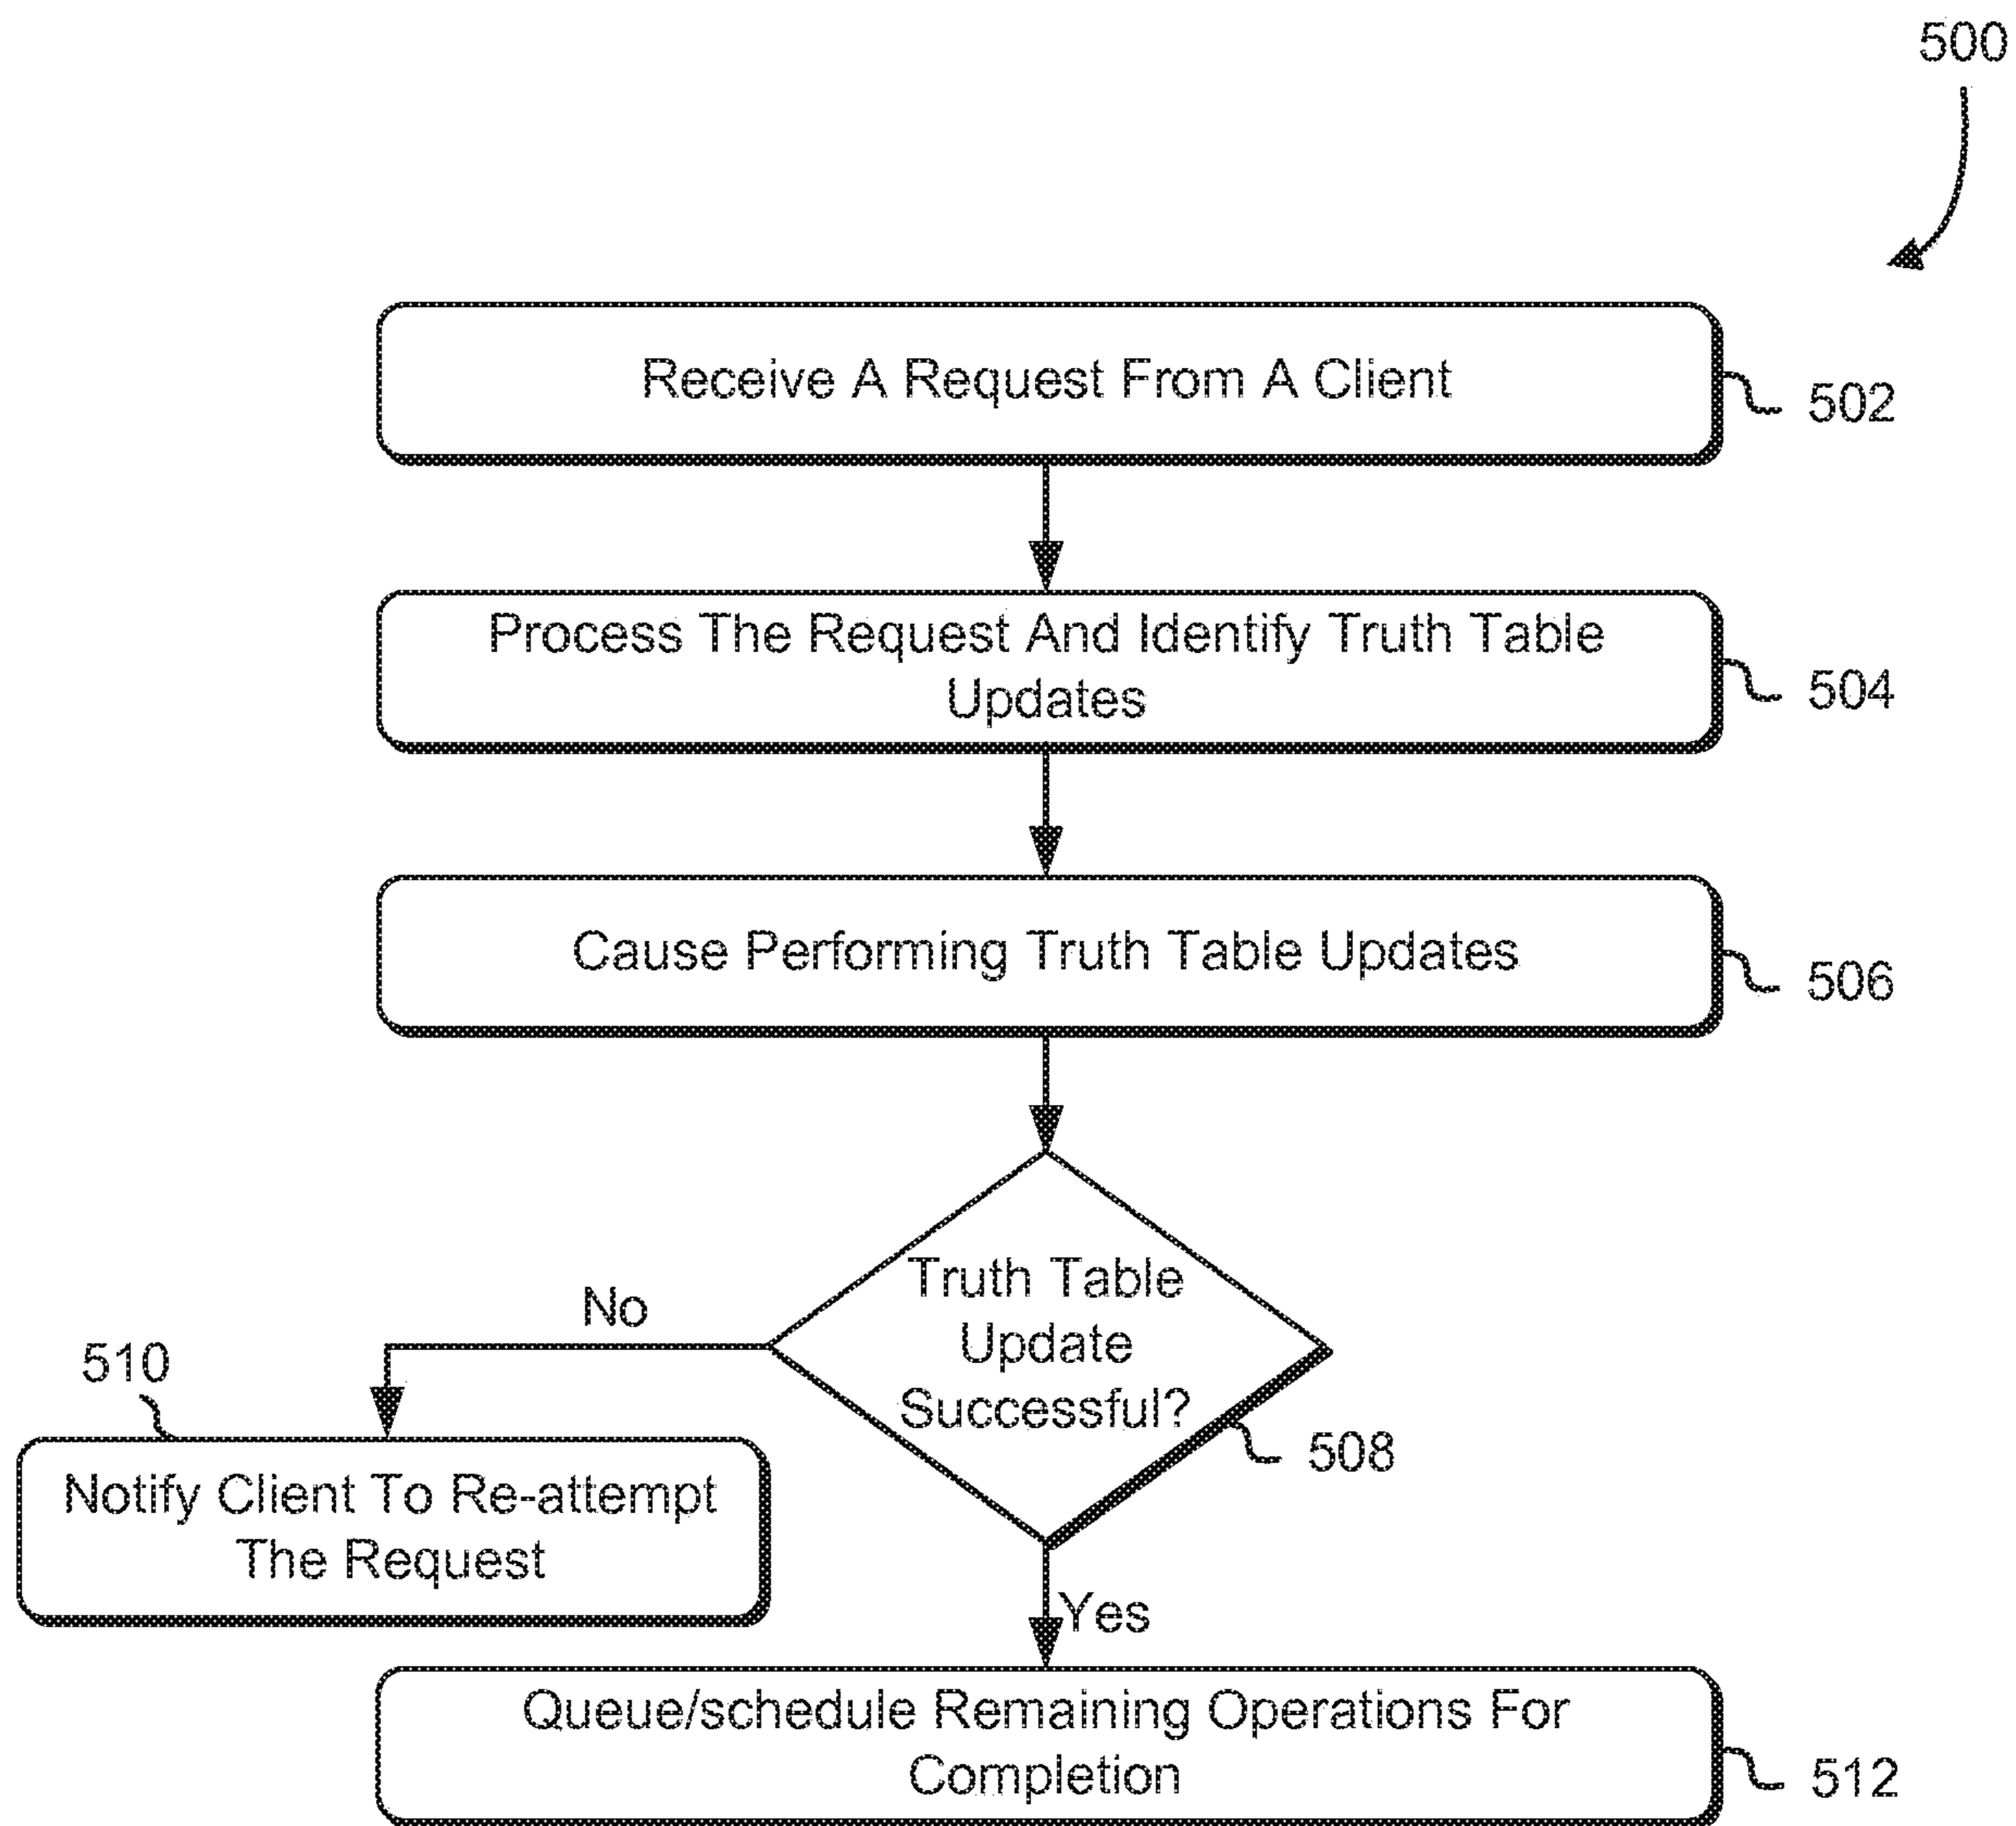 500
Receive A Request From A Client
502
Process The Request And Identify Truth Table
Updates
504
Cause Performing Truth Table Updates
506
Truth Table
Update
Successful?
508
No
510
Notify Client To Re-attempt
The Request
Yes
Queue/schedule Remaining Operations For
Completion
512